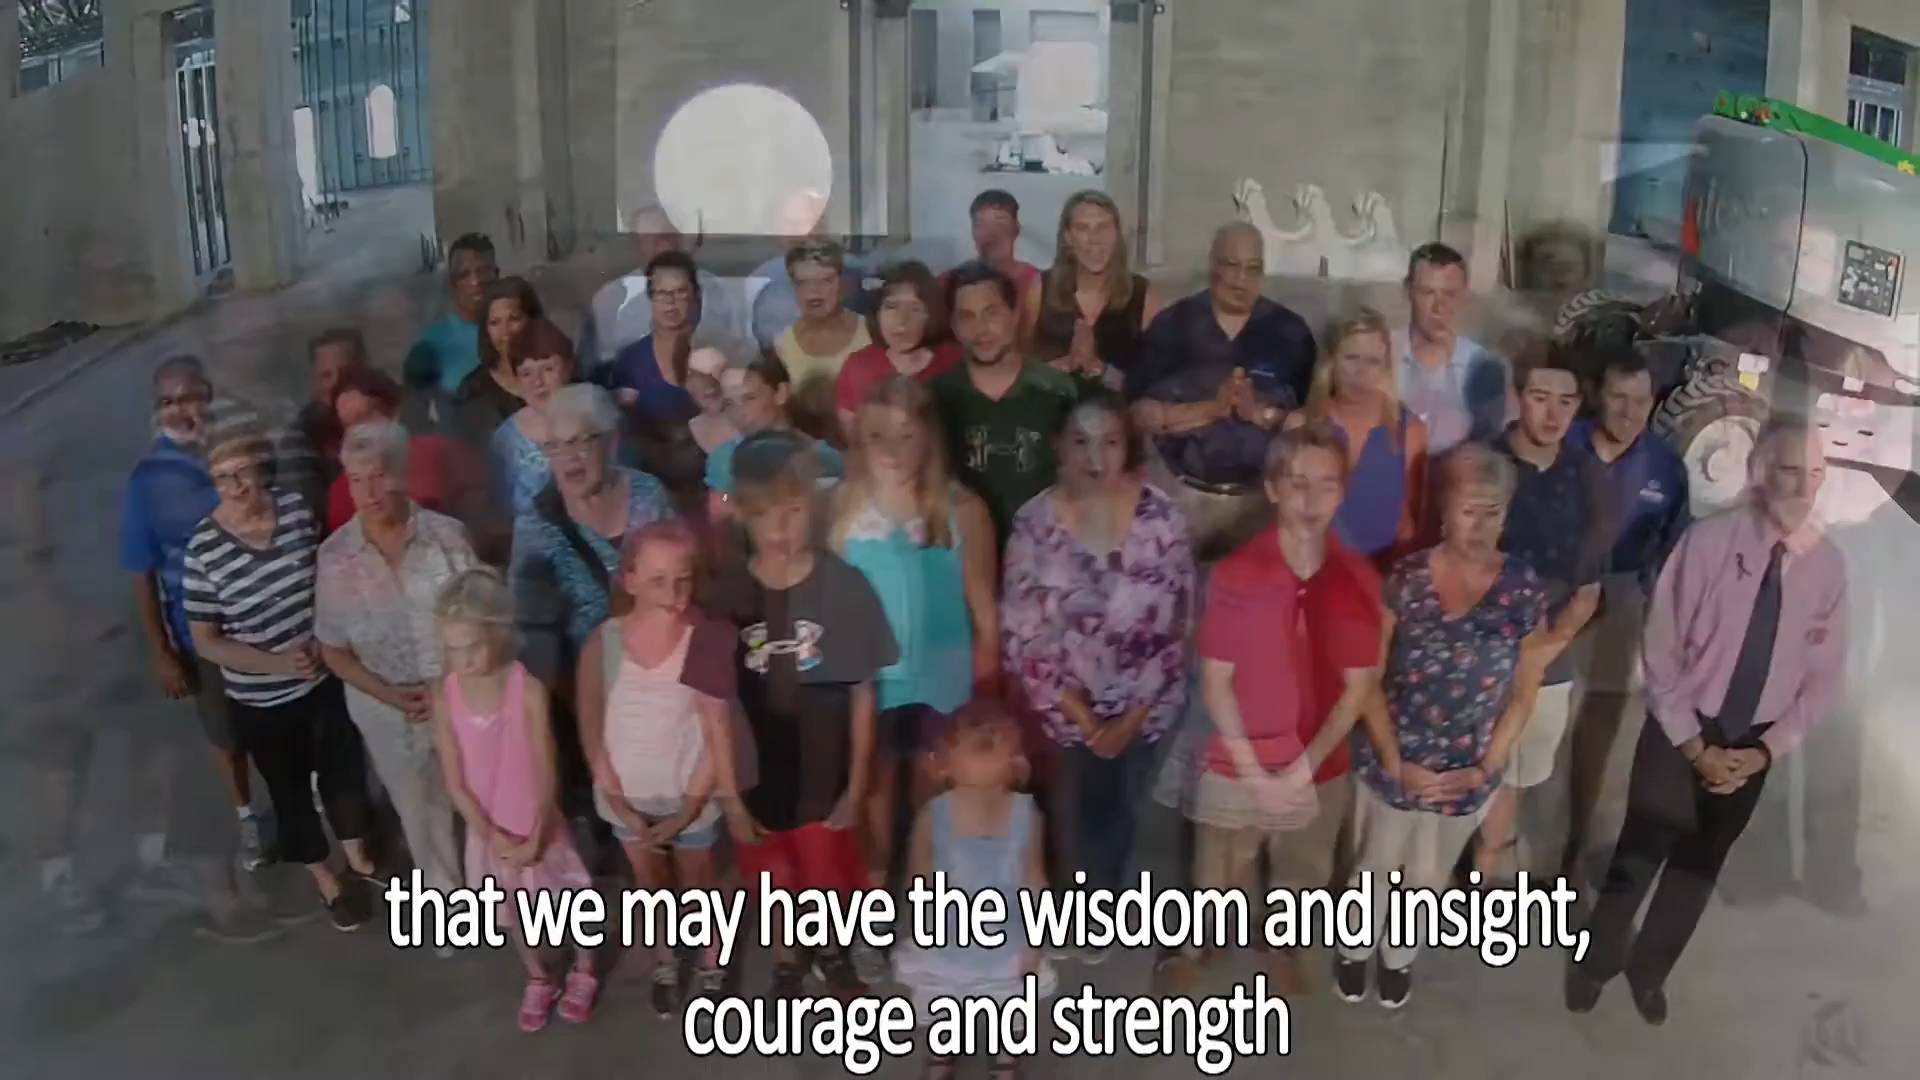 that we may have the wisdom and insight,
courage and strength